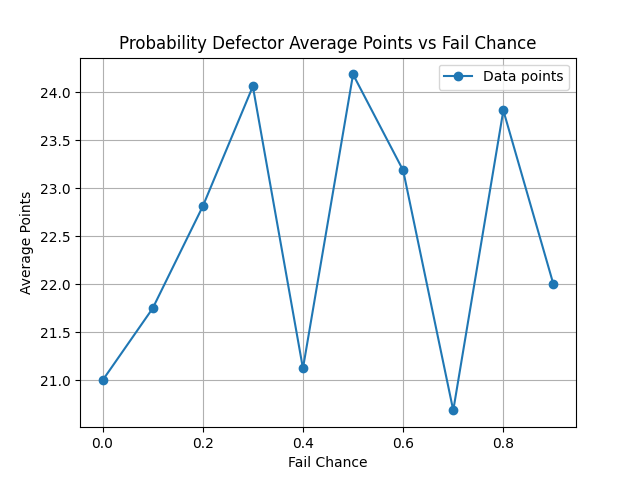 Probability Defector Average Points vs Fail Chance
Data points
24.0
23.5
23.0
22.5
22.0
21.5
21.0
Average Points
0.0 0.2 0.4 0.6 0.8
Fail Chance